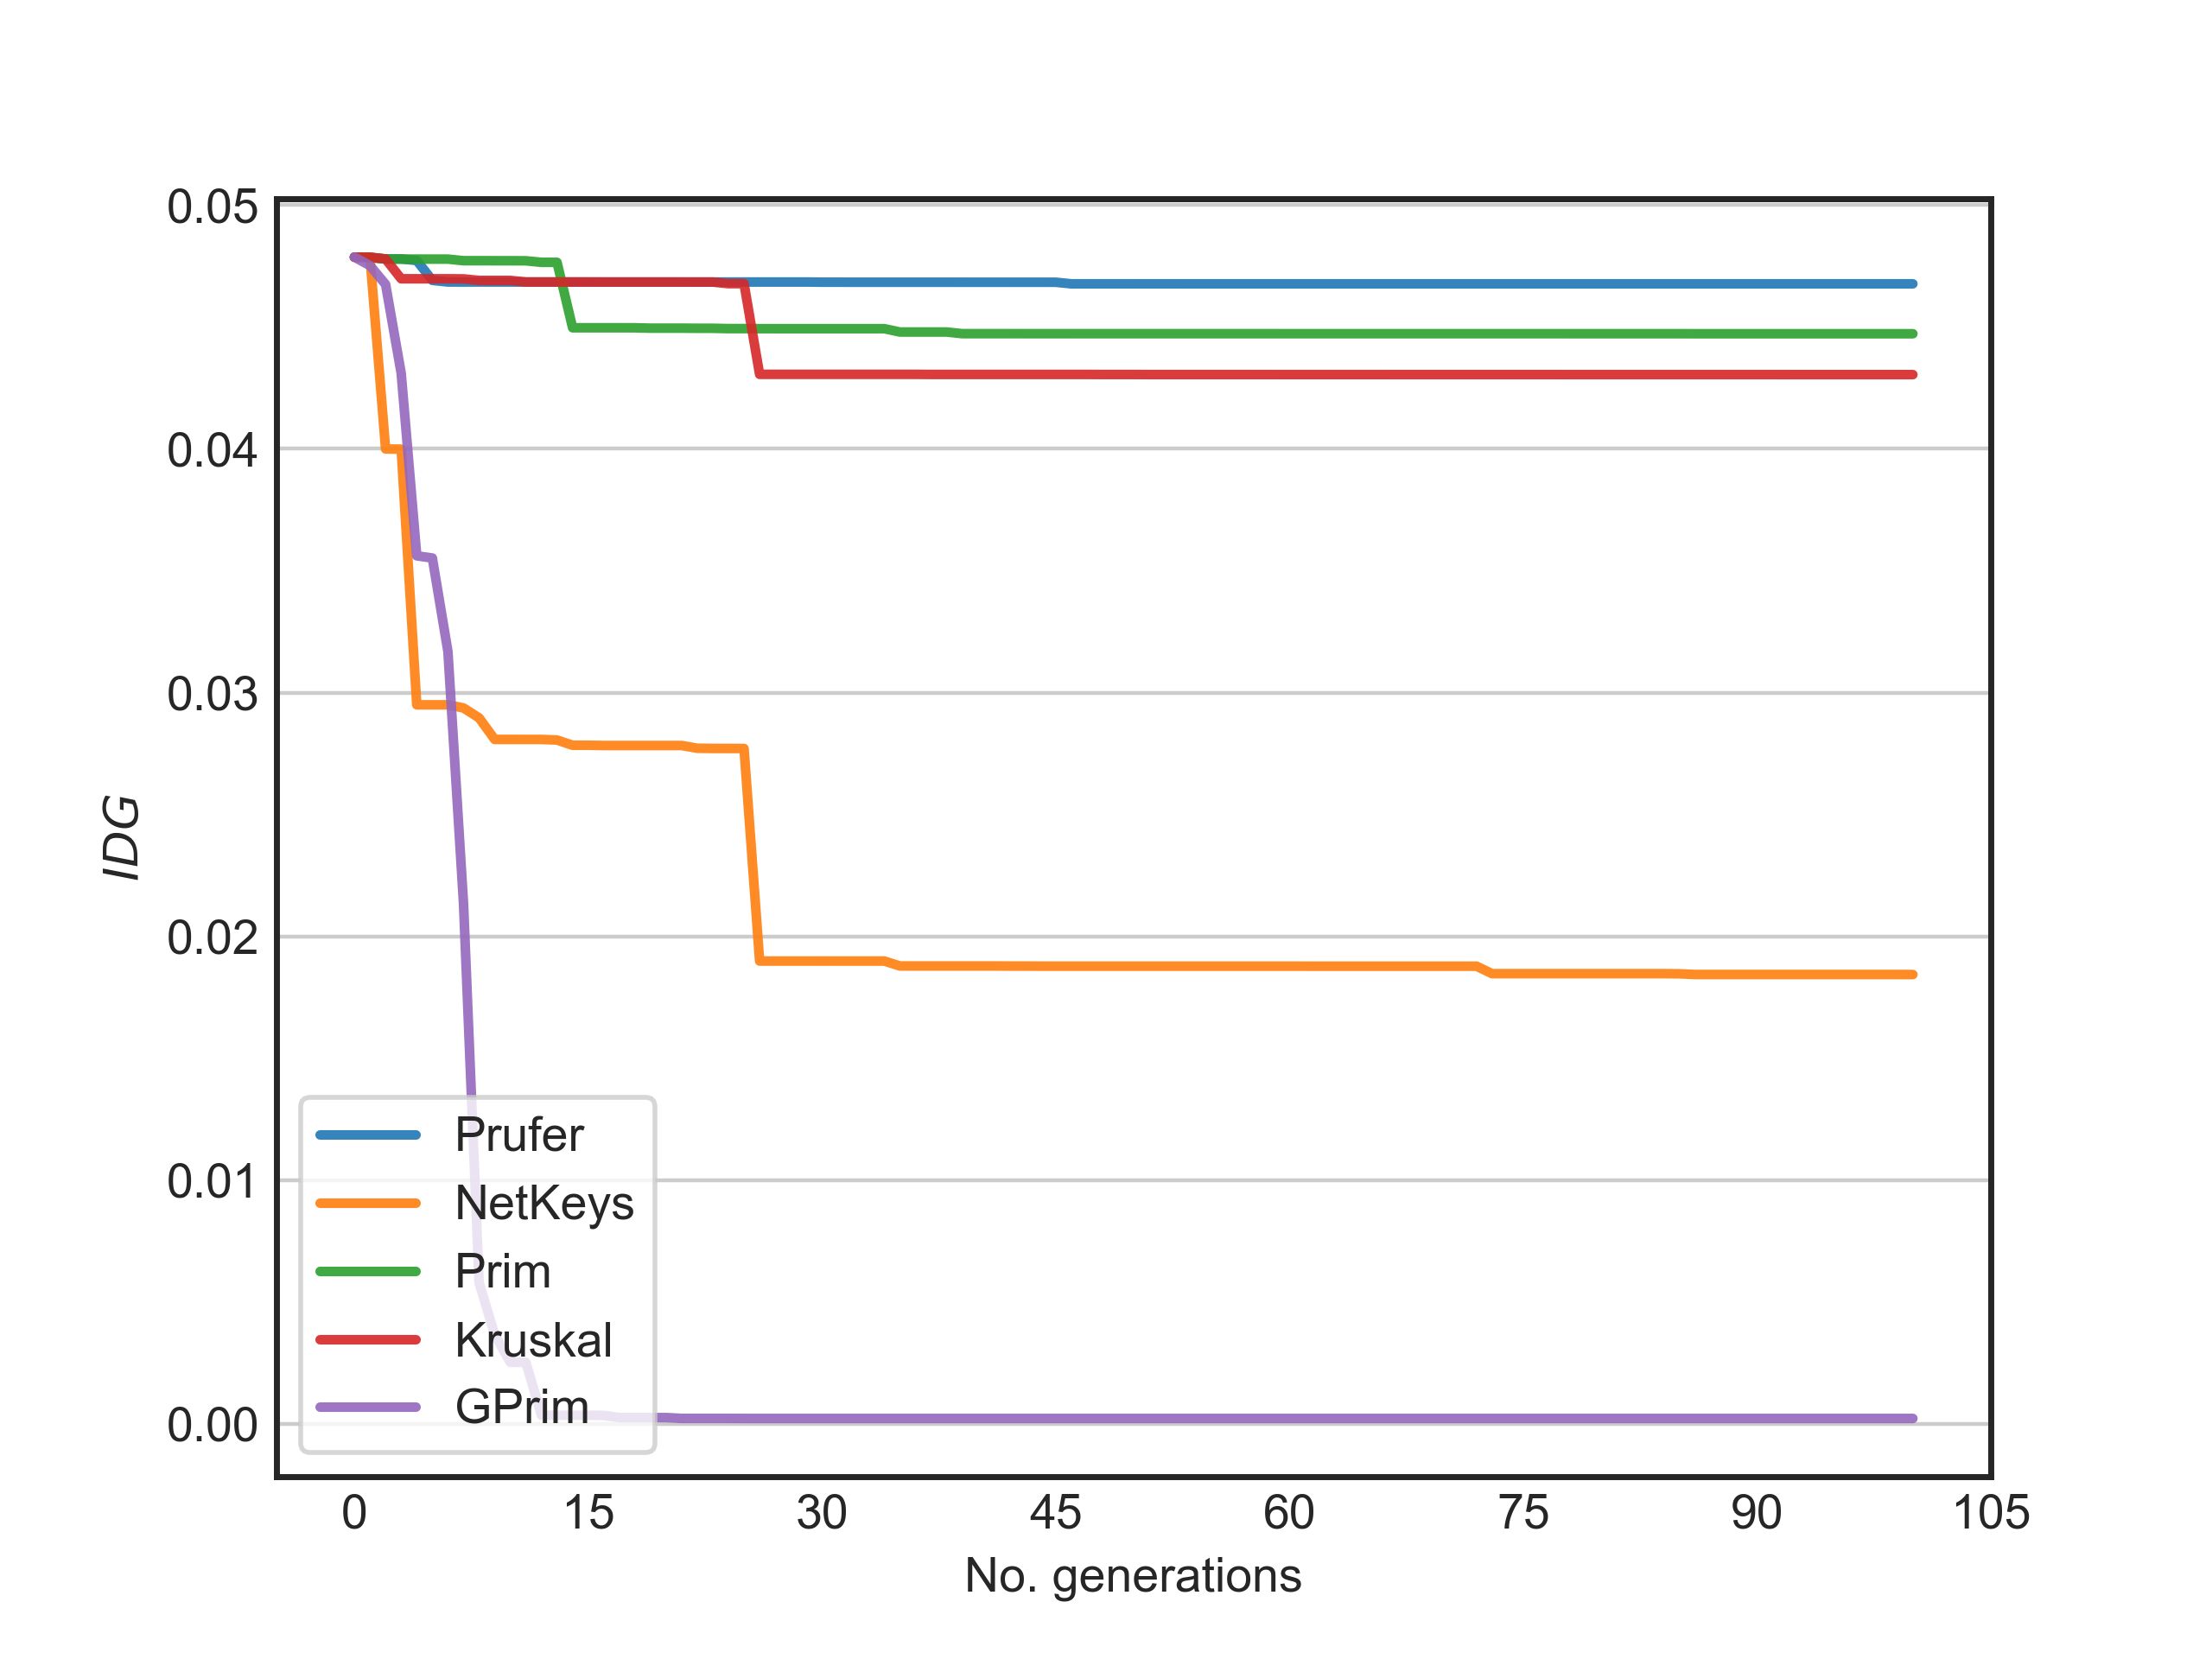 0.05
0.04
0.03
0.02
0.01
0.00
IDG
Prufer
NetKeys
Prim
Kruskal
GPrim
0 15 30 45 60 75 90 105
No. generations